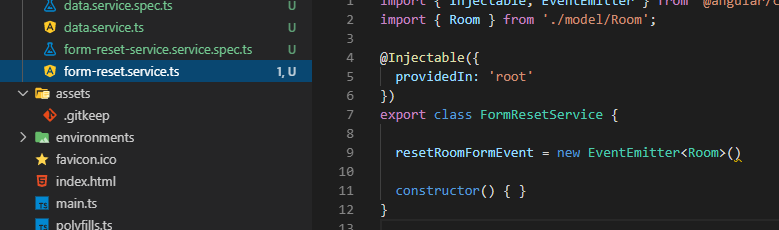 data.service.spec.ts
data.service.ts
form-reset-service.service.spec.ts
form-reset.service.ts 1, U
assets
.gitkeep
environments
favicon.ico
index.html
main.ts
polyfills.ts
1 import { Injectable, EventEmitter } from
2 import { Room } from './model/Room';
3
4 @Injectable({
5 providedIn: 'root'
6 })
7 export class FormResetService {
8
9 resetRoomFormEvent = new EventEmitter<Room>()
10
11 constructor() { }
12 }
13
U
U
U